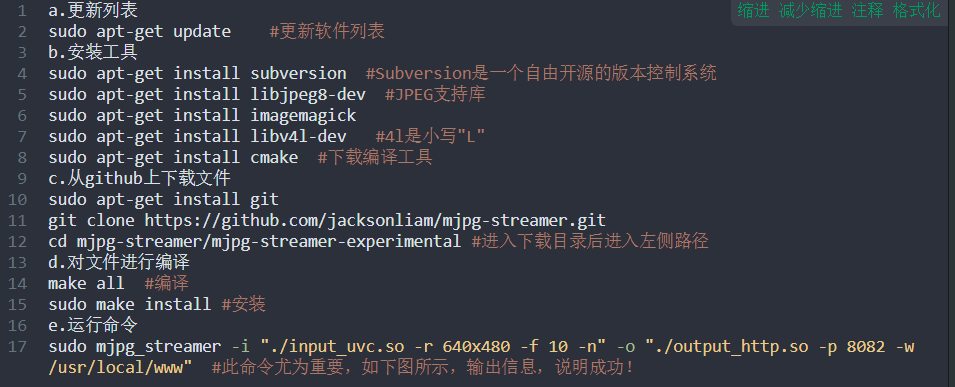 缩进 减少缩进 注释 格式化
1 a.更新列表
2 sudo apt-get update    #更新软件列表
3 b.安装工具
4 sudo apt-get install subversion  #Subversion是一个自由开源的版本控制系统
5 sudo apt-get install libjpeg8-dev  #JPEG支持库
6 sudo apt-get install imagemagick
7 sudo apt-get install libv4l-dev   #4l是小写"L"
8 sudo apt-get install cmake  #下载编译工具
9 c.从github上下载文件
10 sudo apt-get install git
11 git clone https://github.com/jacksonliam/mjpg-streamer.git
12 cd mjpg-streamer/mjpg-streamer-experimental #进入下载目录后进入左侧路径
13 d.对文件进行编译
14 make all  #编译
15 sudo make install #安装
16 e.运行命令
17 sudo mjpg_streamer -i "./input_uvc.so -r 640x480 -f 10 -n" -o "./output_http.so -p 8082 -w
/usr/local/www"  #此命令尤为重要，如下图所示，输出信息，说明成功！